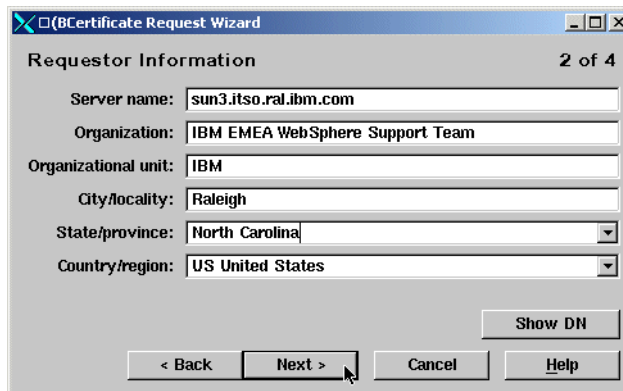 □(BCertificate Request Wizard
Requestor Information 2 of 4
Server name: sun3.itso.ral.ibm.com
Organization: IBM EMEA WebSphere Support Team
Organizational unit: IBM
City/locality: Raleigh
State/province: North Carolina
Country/region: US United States
Show DN
< Back Next > Cancel Help